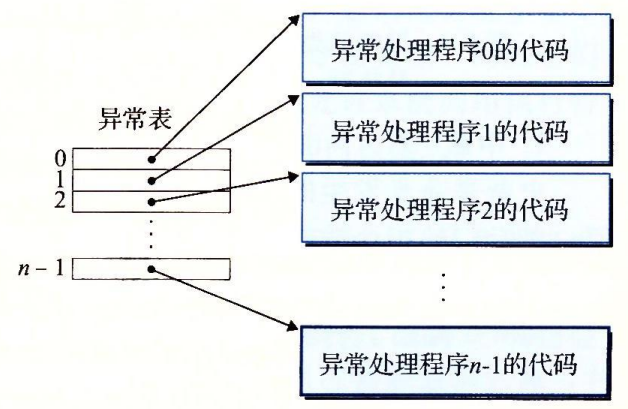 异常处理程序0的代码
异常表
异常处理程序1的代码
0
1
2
异常处理程序2的代码
n – 1
异常处理程序n-1的代码